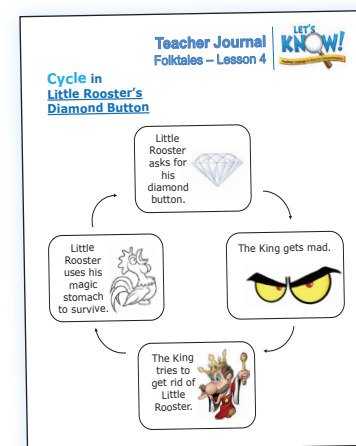 Teacher Journal
Folktales – Lesson 4
LET'S
KNOW!
Cycle in
Little Rooster's
Diamond Button
Little
Rooster
asks for
his
diamond
button.
The King gets mad.
The King
tries to
get rid of
Little
Rooster.
Little
Rooster
uses his
magic
stomach
to survive.